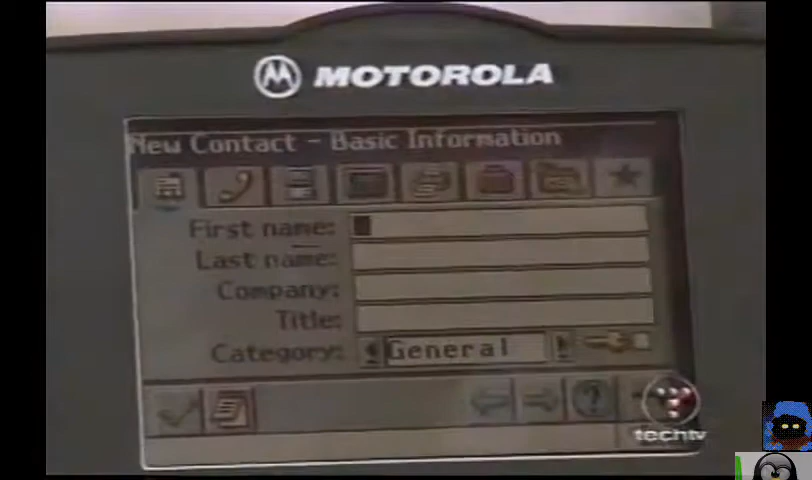 MOTOROLA
New Contact - Basic Information
First name:
Last name:
Company:
Title:
Category: General
?
techtv